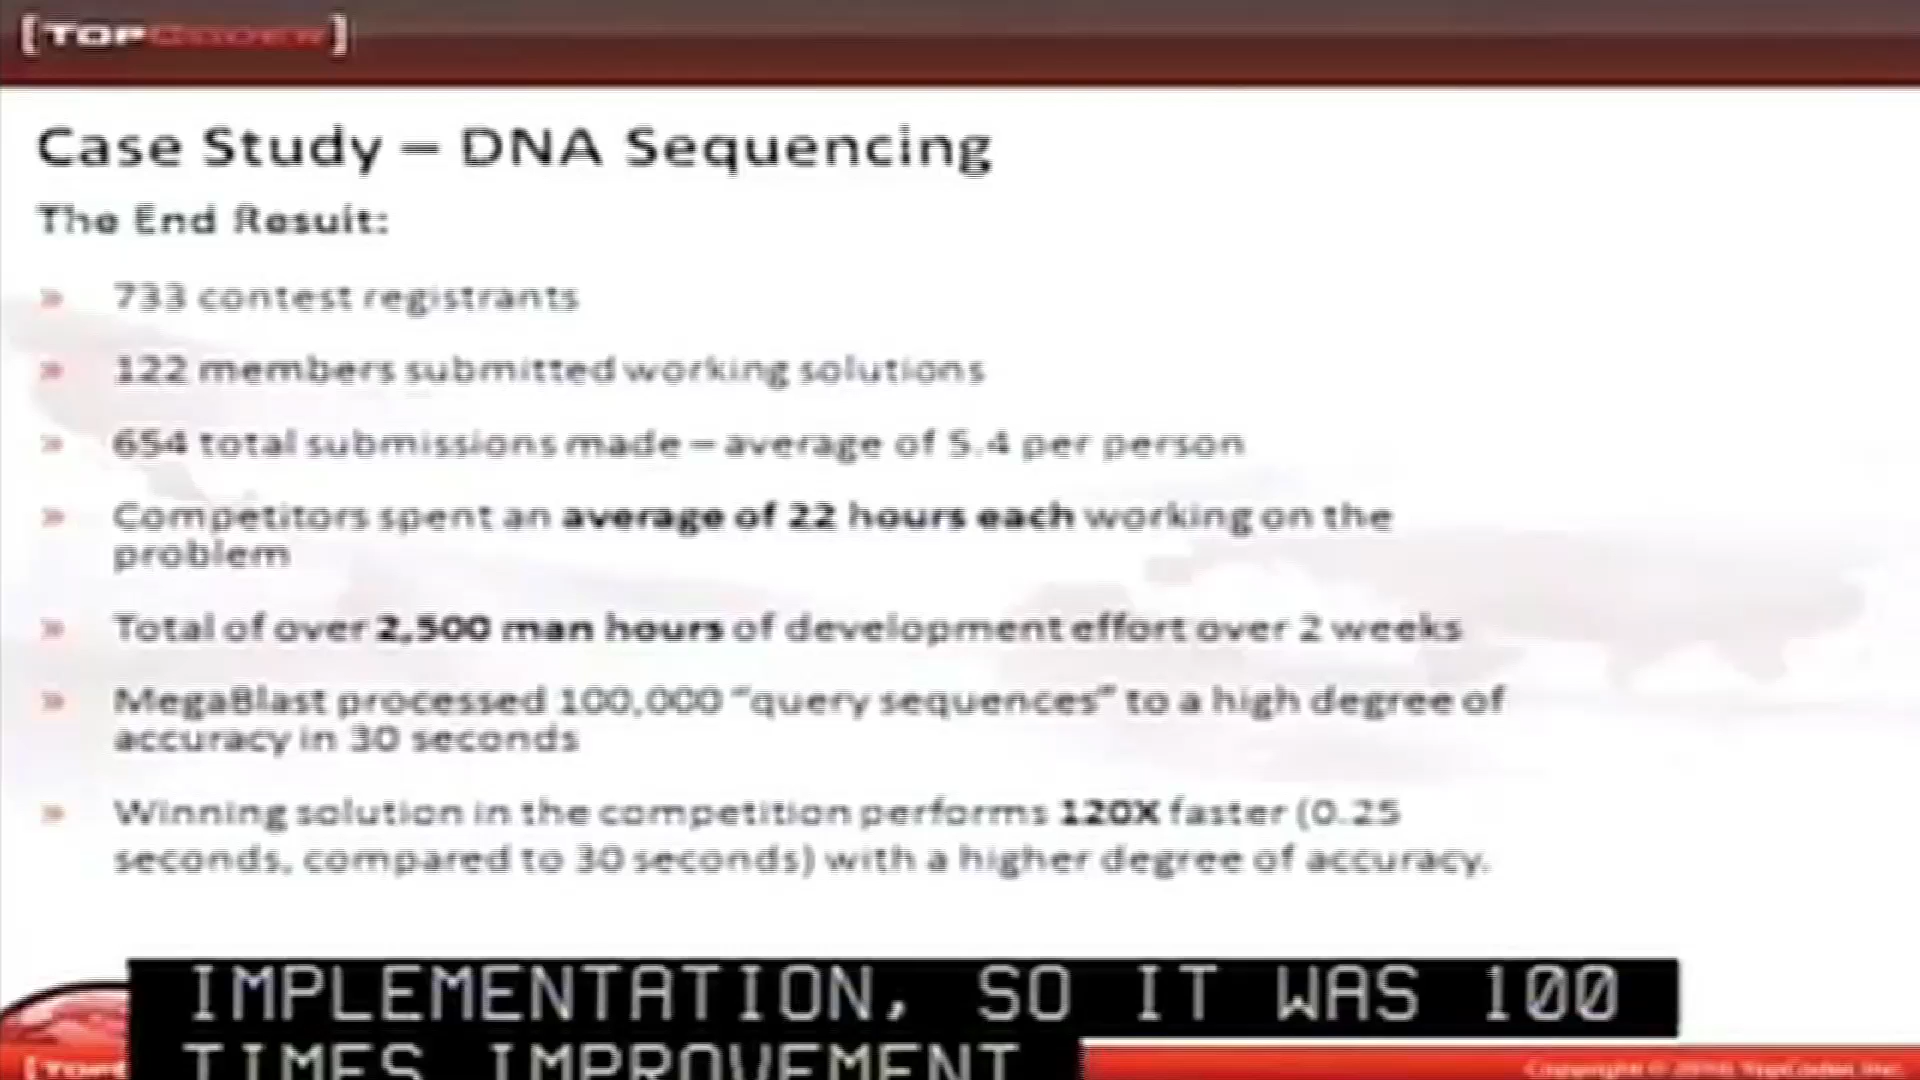 [TOPCODER]
Case Study – DNA Sequencing
The End Result:
» 733 contest registrants
» 122 members submitted working solutions
» 654 total submissions made – average of 5.4 per person
» Competitors spent an average of 22 hours each working on the
problem
» Total of over 2,500 man hours of development effort over 2 weeks
» MegaBlast processed 100,000 "query sequences" to a high degree of
accuracy in 30 seconds
» Winning solution in the competition performs 120X faster (0.25
seconds, compared to 30 seconds) with a higher degree of accuracy.
IMPLEMENTATION, SO IT WAS 100
TIMES IMPROVEMENT
[TOP
Copyright © TopCoder, Inc.